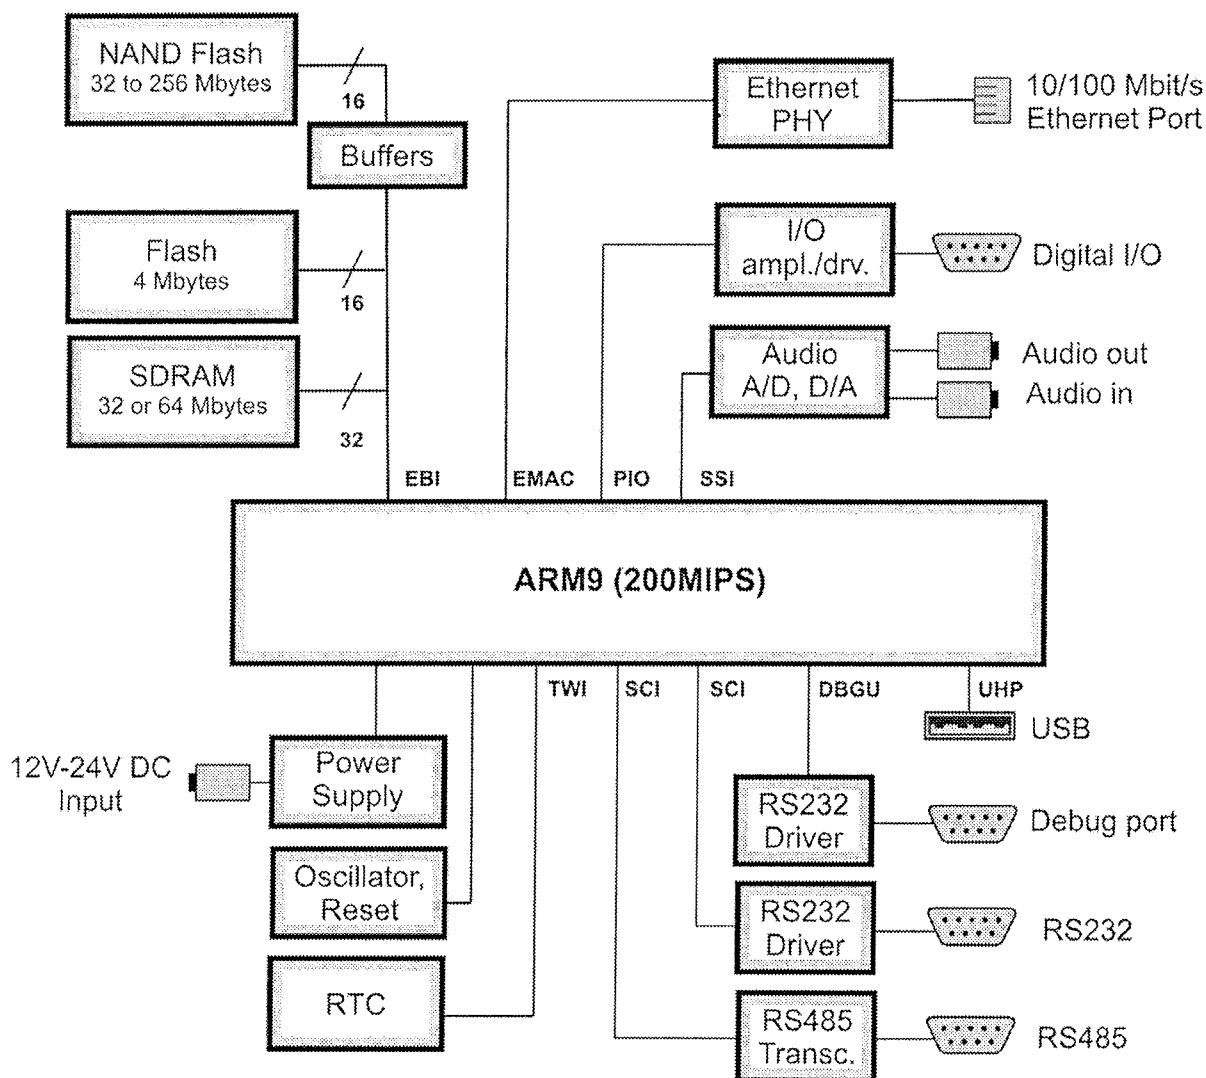 NAND Flash
32 to 256 Mbytes
16
Buffers
Flash
4 Mbytes
16
SDRAM
32 or 64 Mbytes
32
Ethernet
PHY
10/100 Mbit/s
Ethernet Port
I/O
ampl./drv.
Digital I/O
Audio
A/D, D/A
Audio out
Audio in
EBI
EMAC
PIO
SSI
ARM9 (200MIPS)
TWI
SCI
SCI
DBGU
UHP
USB
12V-24V DC
Input
Power
Supply
RS232
Driver
Debug port
Oscillator,
Reset
RS232
Driver
RS232
RTC
RS485
Transc.
RS485